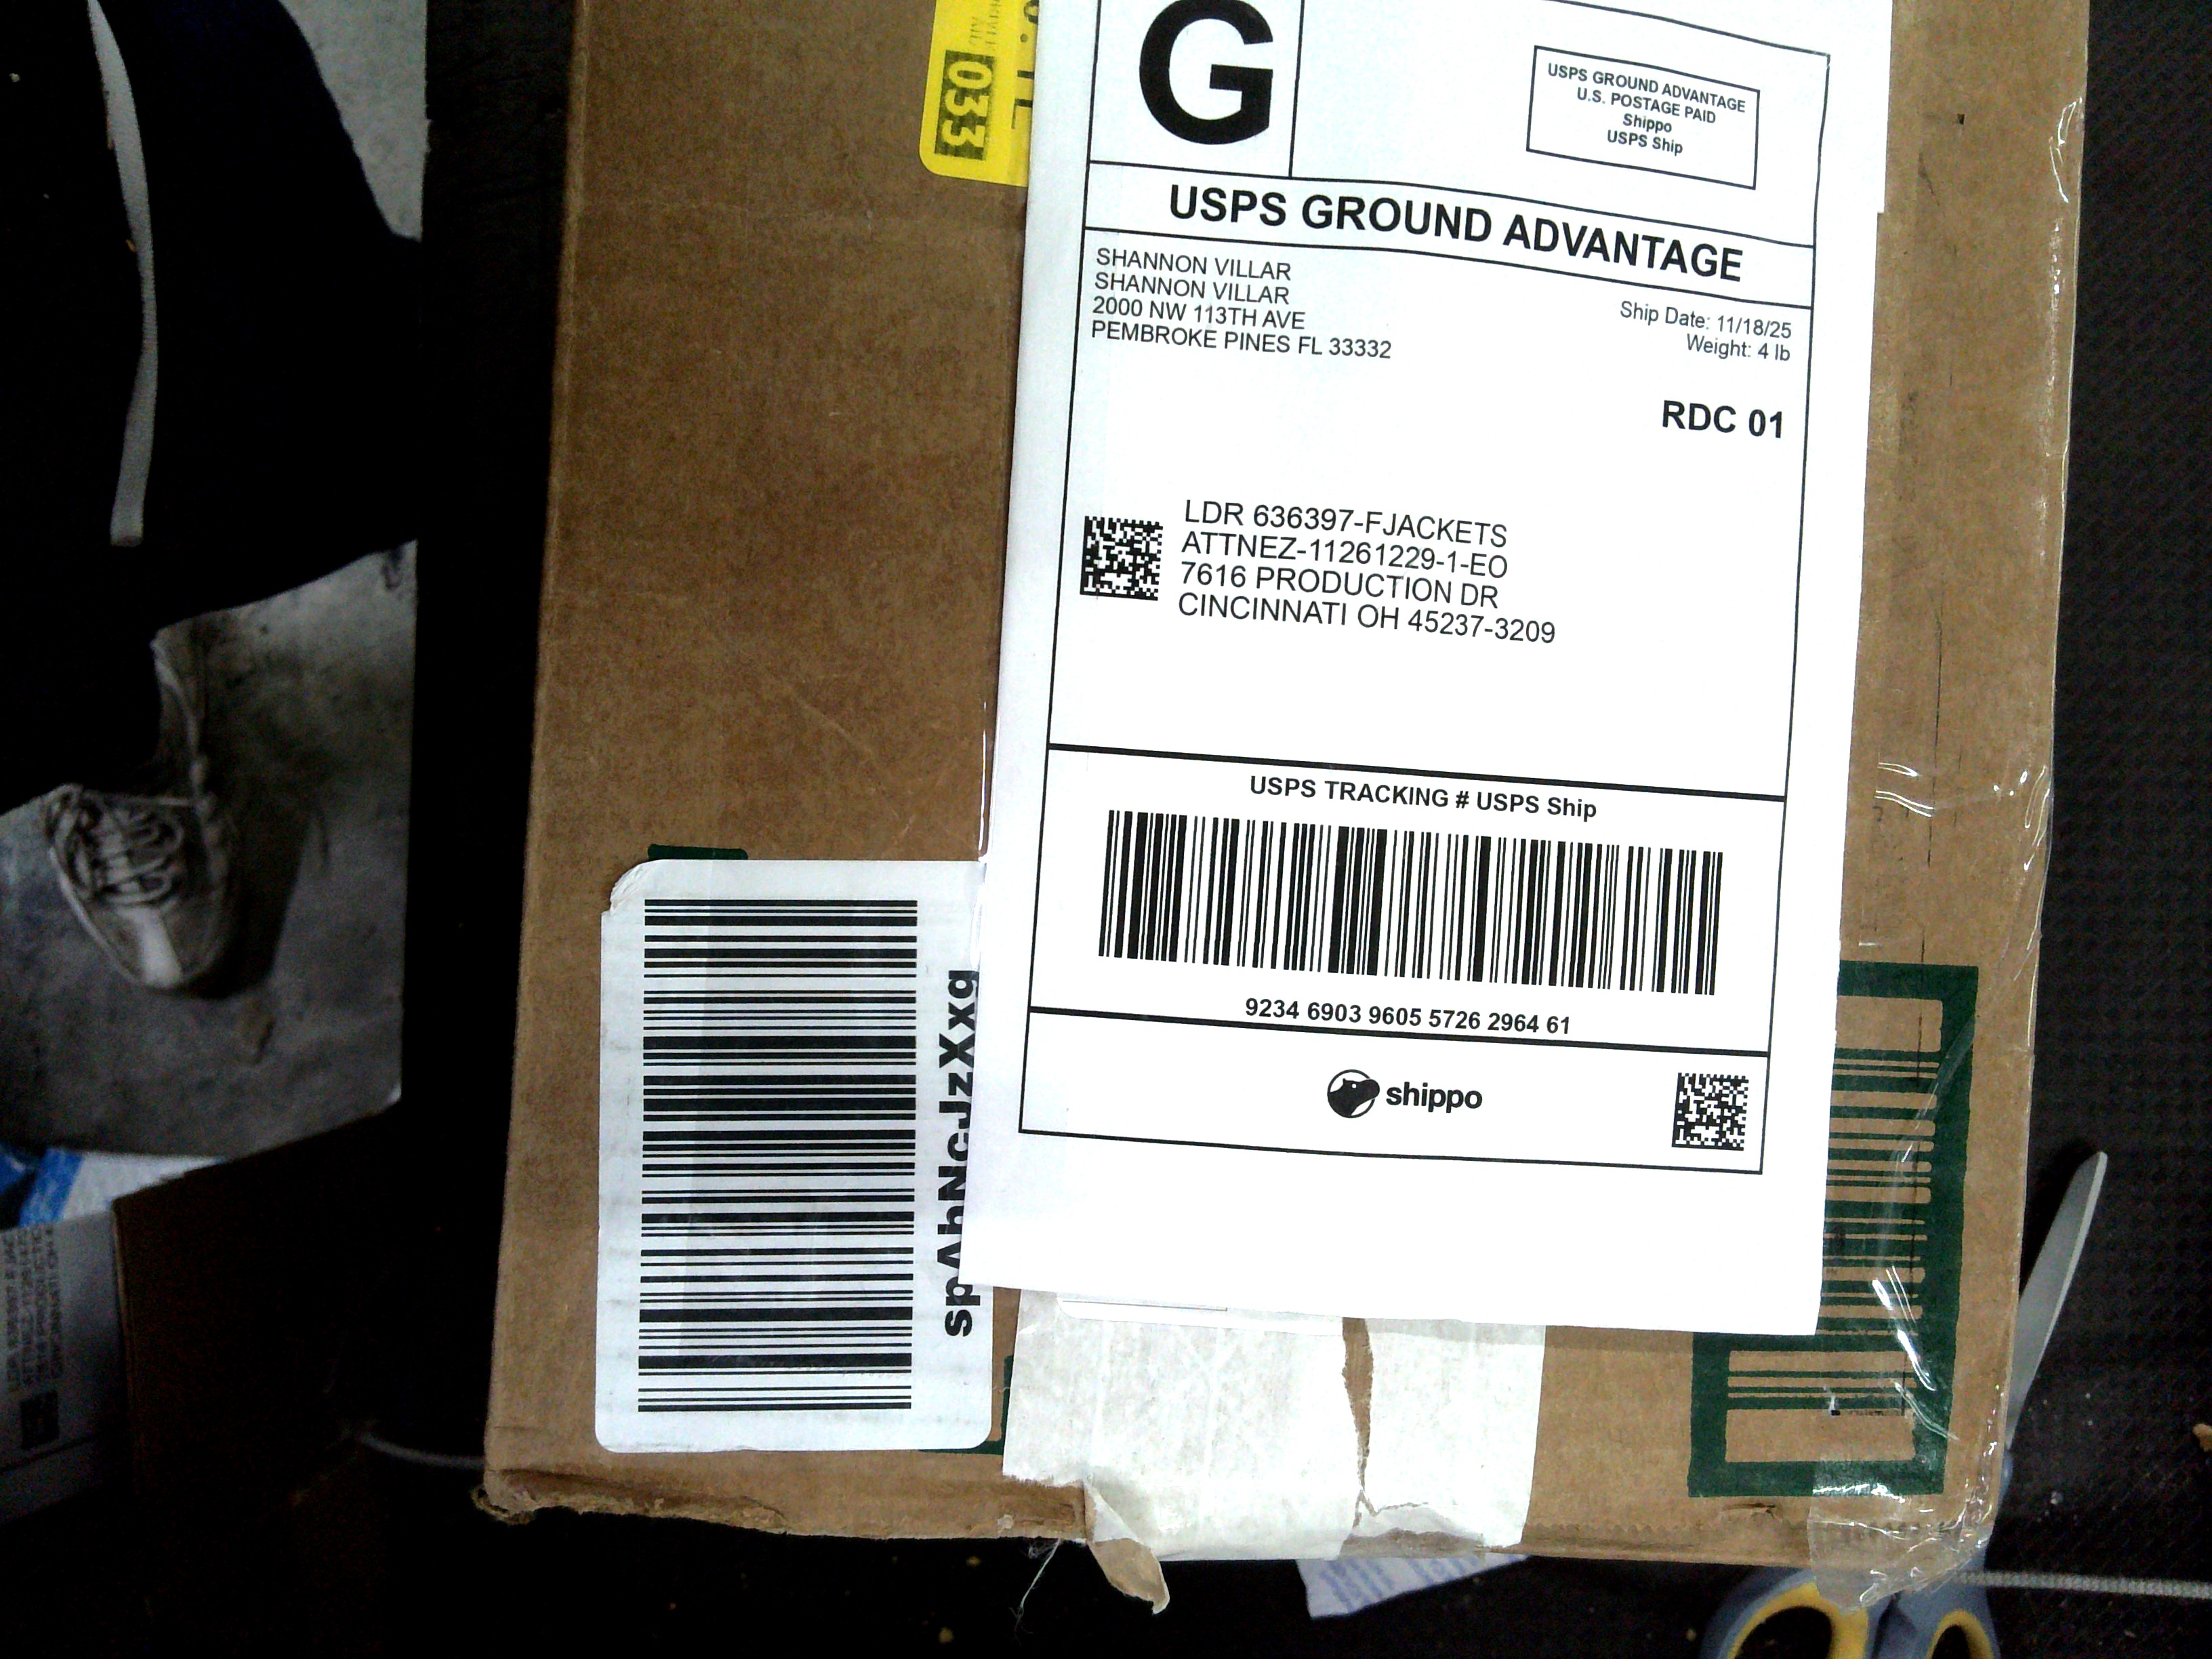 033
G
USPS GROUND ADVANTAGE
U.S. POSTAGE PAID
Shippo
USPS Ship
USPS GROUND ADVANTAGE
SHANNON VILLAR
SHANNON VILLAR
2000 NW 113TH AVE
PEMBROKE PINES FL 33332
Ship Date: 11/18/25
Weight: 4 lb
RDC 01
LDR 636397-FJACKETS
ATTNEZ-11261229-1-EO
7616 PRODUCTION DR
CINCINNATI OH 45237-3209
USPS TRACKING # USPS Ship
9234 6903 9605 5726 2964 61
shippo
spAhNcJzXxg